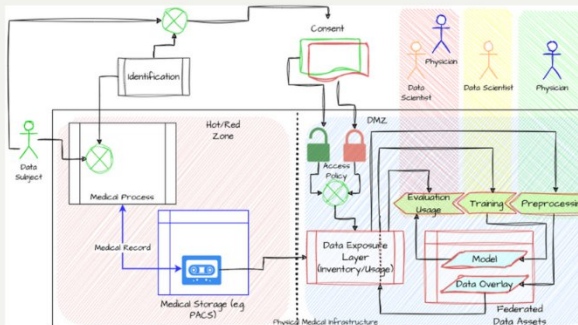 Consent
Physician
Identification
Data
Scientist
Data Scientist
Physician
Hot/Red
Zone
DMZ
Data
Subject
Access
Policy
Medical Process
Evaluation
Usage
Training
Medical Record
Data Exposure
Layer
(Inventory/Usage)
Model
Data Overlay
Medical Storage (e.g.
PACS)
Physical Medical Infrastructure
Federated
Data Assets